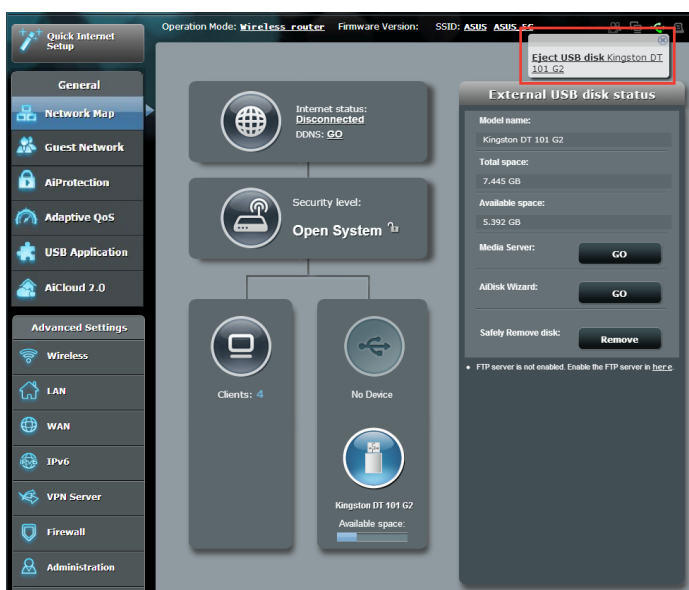 Quick Internet
Setup
Operation Mode: Wireless router Firmware Version: SSID: ASUS ASUS_5G
Eject USB disk Kingston DT
101 G2
General
Network Map
Guest Network
AiProtection
Adaptive QoS
USB Application
AiCloud 2.0
Advanced Settings
Wireless
LAN
WAN
IPv6
VPN Server
Firewall
Administration
Internet status:
Disconnected
DDNS: GO
Security level:
Open System
Clients: 4
No Device
Kingston DT 101 G2
Available space:
External USB disk status
Model name:
Kingston DT 101 G2
Total space:
7.445 GB
Available space:
5.392 GB
Media Server: GO
AiDisk Wizard: GO
Safely Remove disk: Remove
• FTP server is not enabled. Enable the FTP server in here.